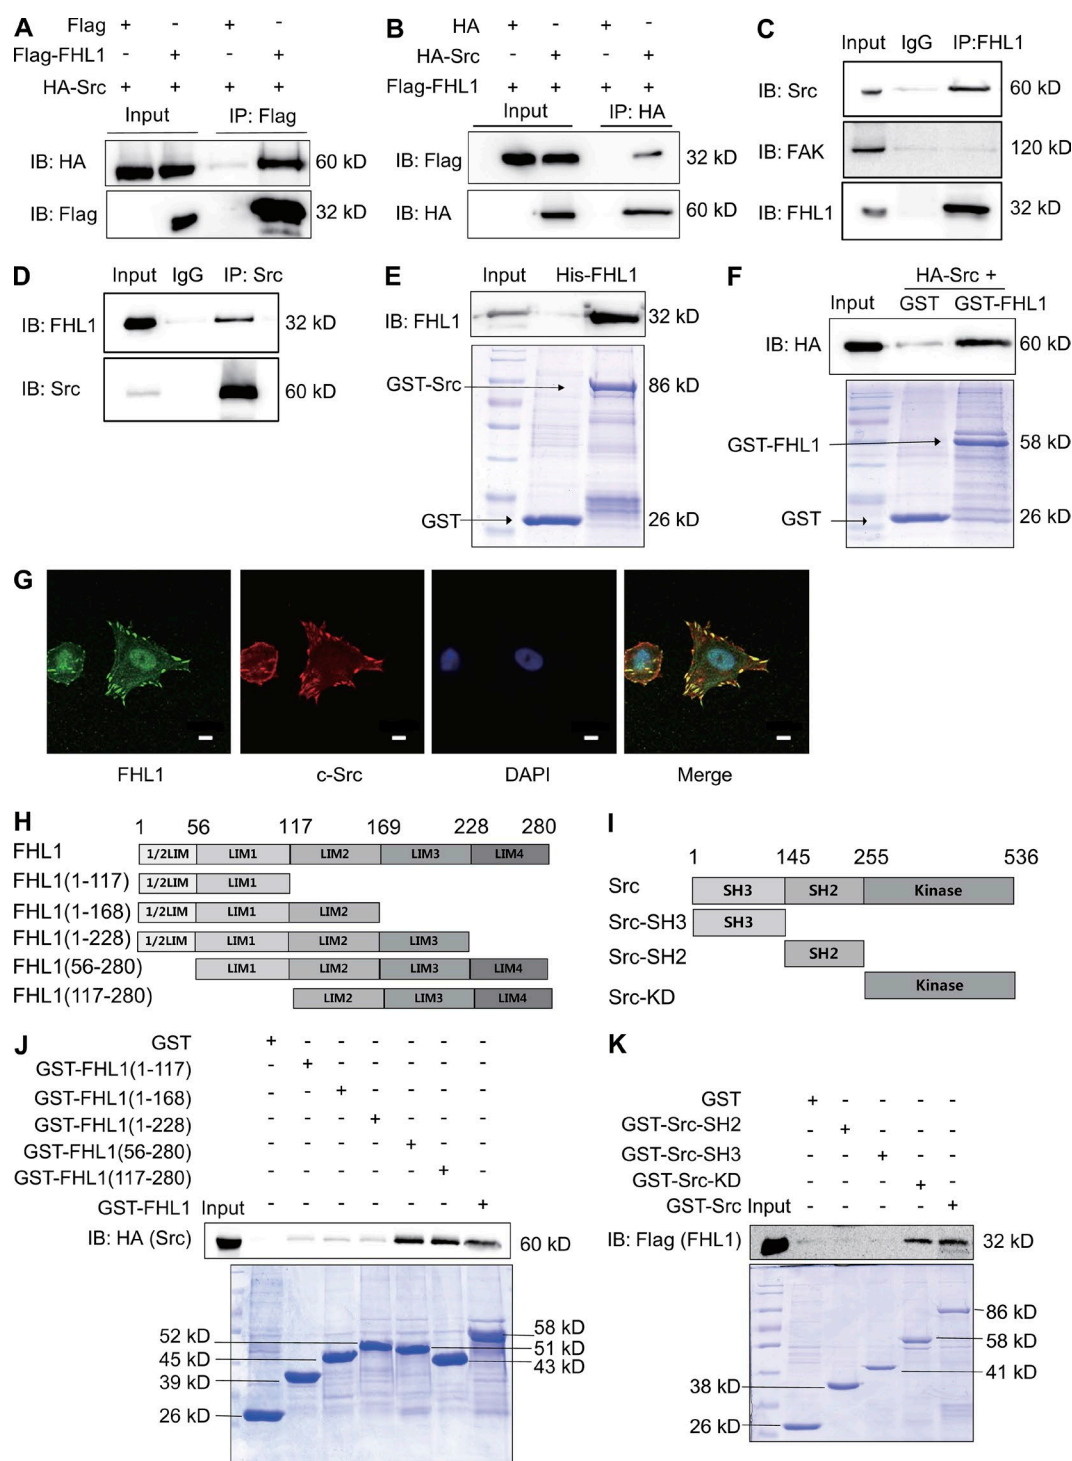 A
Flag + - + -
Flag-FHL1 - + - +
HA-Src + + + +
Input IP: Flag
IB: HA 60 kD
IB: Flag 32 kD
B
HA + - + -
HA-Src - + - +
Flag-FHL1 + + + +
Input IP: HA
IB: Flag 32 kD
IB: HA 60 kD
C
Input IgG IP:FHL1
IB: Src 60 kD
IB: FAK 120 kD
IB: FHL1 32 kD
D
Input IgG IP: Src
IB: FHL1 32 kD
IB: Src 60 kD
E
Input His-FHL1
IB: FHL1 32 kD
GST-Src 86 kD
GST 26 kD
F
HA-Src +
Input GST GST-FHL1
IB: HA 60 kD
GST-FHL1 58 kD
GST 26 kD
G
FHL1 c-Src DAPI Merge
H
1 56 117 169 228 280
FHL1 1/2LIM LIM1 LIM2 LIM3 LIM4
FHL1(1-117) 1/2LIM LIM1
FHL1(1-168) 1/2LIM LIM1 LIM2
FHL1(1-228) 1/2LIM LIM1 LIM2 LIM3
FHL1(56-280) LIM1 LIM2 LIM3 LIM4
FHL1(117-280) LIM2 LIM3 LIM4
I
1 145 255 536
Src SH3 SH2 Kinase
Src-SH3 SH3
Src-SH2 SH2
Src-KD Kinase
J
GST + - - - - - -
GST-FHL1(1-117) - + - - - - -
GST-FHL1(1-168) - - + - - - -
GST-FHL1(1-228) - - - + - - -
GST-FHL1(56-280) - - - - + - -
GST-FHL1(117-280) - - - - - + -
GST-FHL1 Input - - - - - - +
IB: HA (Src) 60 kD
52 kD 58 kD
45 kD 51 kD
39 kD 43 kD
26 kD
K
GST + - - - -
GST-Src-SH2 - + - - -
GST-Src-SH3 - - + - -
GST-Src-KD - - - + -
GST-Src Input - - - - +
IB: Flag (FHL1) 32 kD
86 kD
58 kD
38 kD 41 kD
26 kD